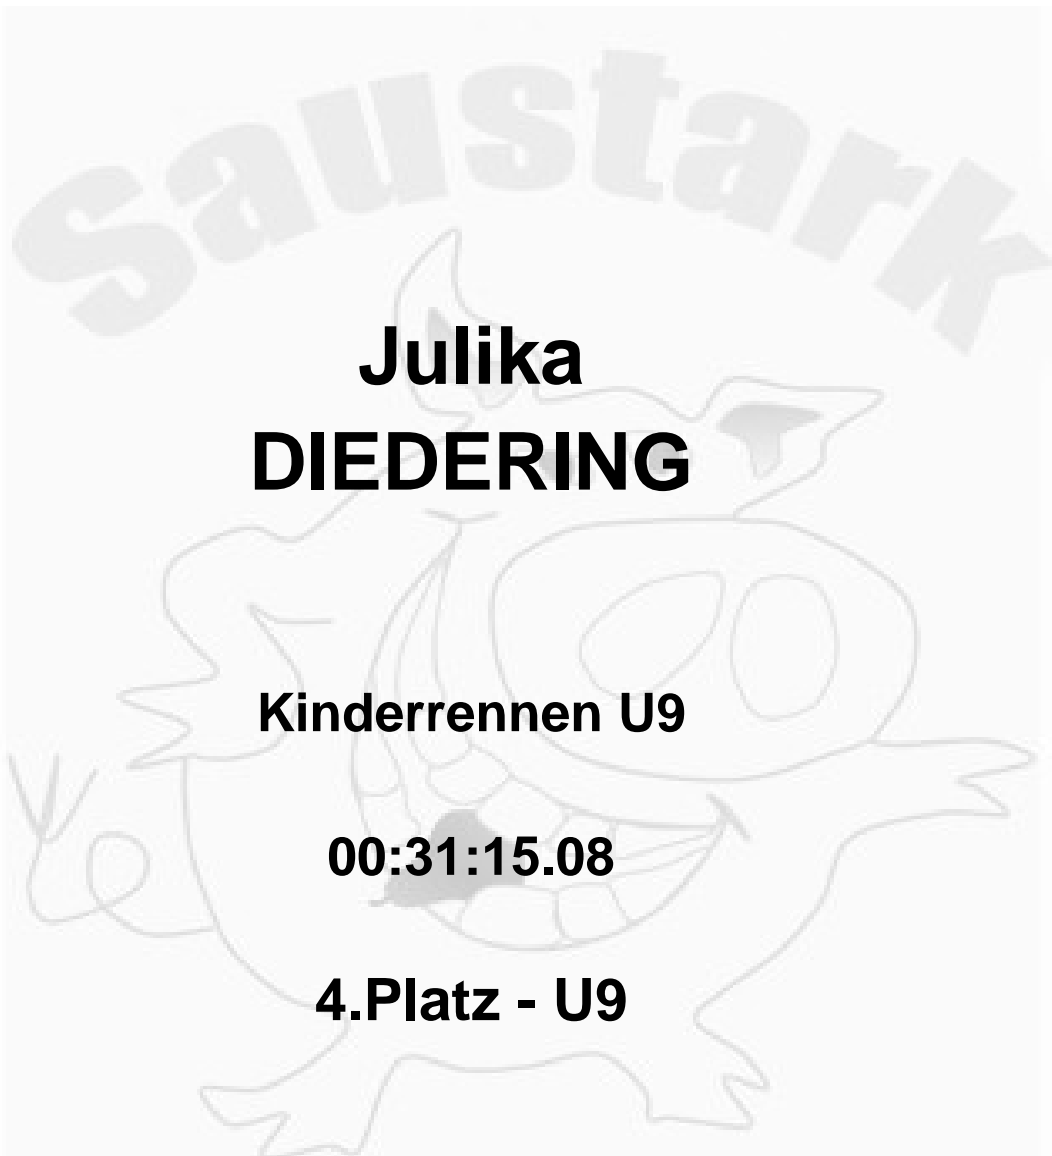 Saustark
Julika
DIEDERING
Kinderrennen U9
00:31:15.08
4.Platz - U9